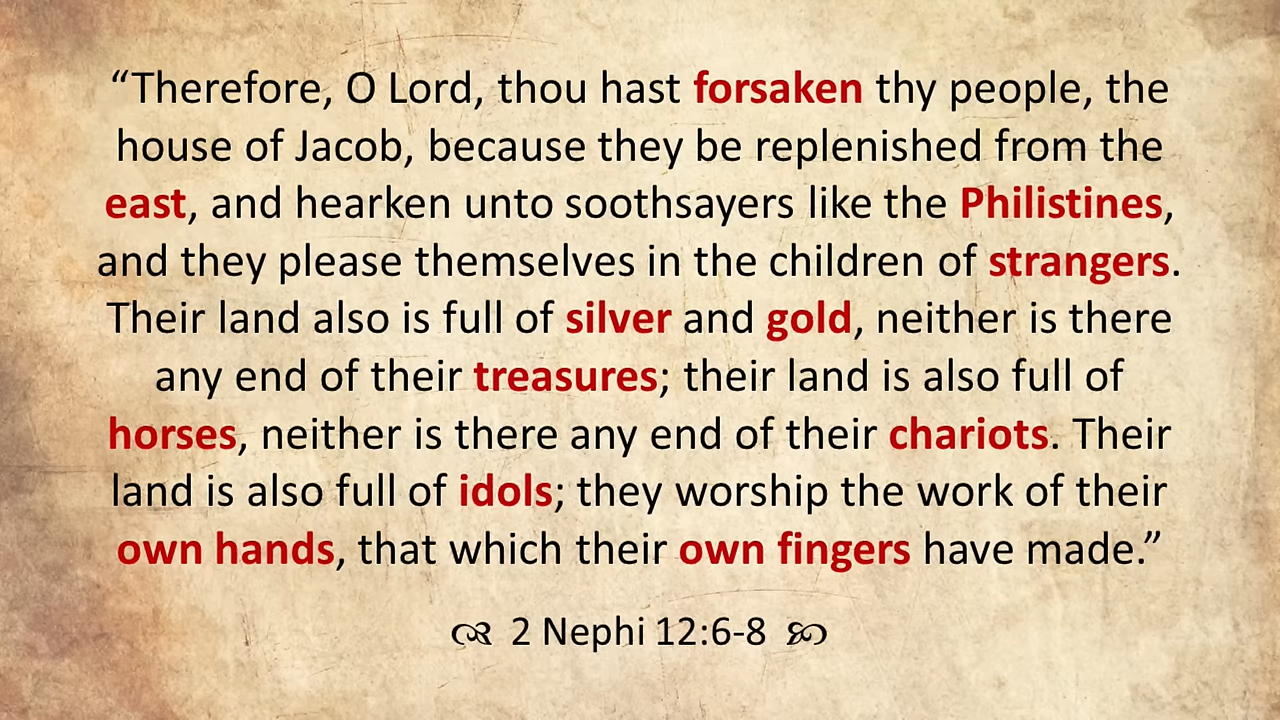 “Therefore, O Lord, thou hast forsaken thy people, the
house of Jacob, because they be replenished from the
east, and hearken unto soothsayers like the Philistines,
and they please themselves in the children of strangers.
Their land also is full of silver and gold, neither is there
any end of their treasures; their land is also full of
horses, neither is there any end of their chariots. Their
land is also full of idols; they worship the work of their
own hands, that which their own fingers have made.”
2 Nephi 12:6-8